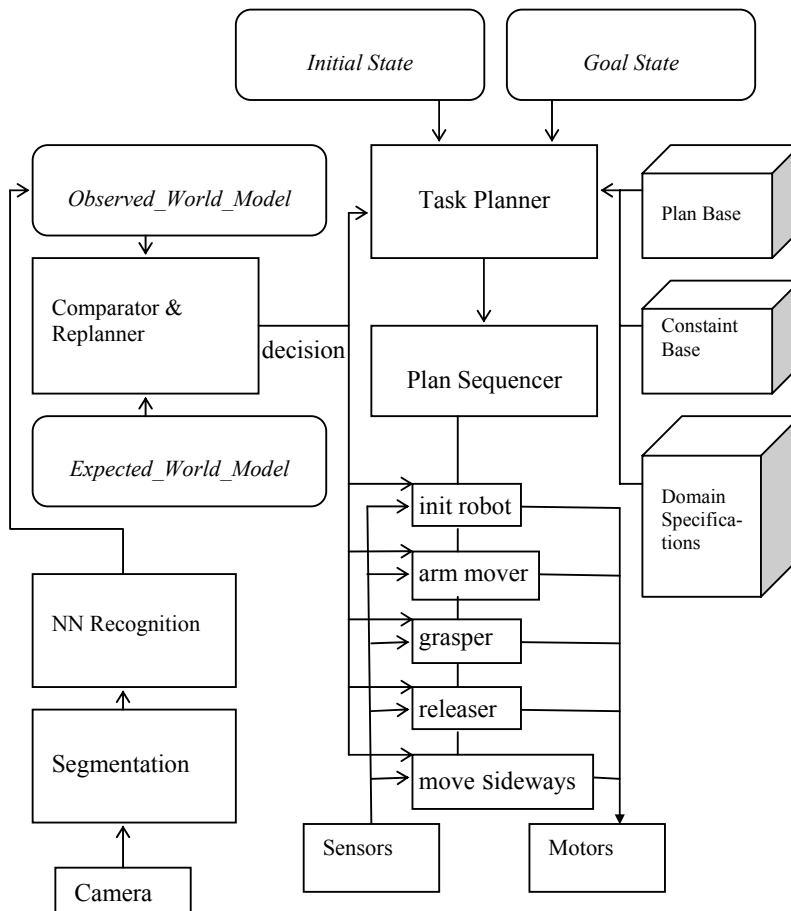 Initial State
Goal State
Observed_World_Model
Task Planner
Plan Base
Comparator &
Replanner
decision
Constaint
Base
Plan Sequencer
Expected_World_Model
init robot
Domain
Specifica-
tions
arm mover
NN Recognition
grasper
releaser
Segmentation
move sideways
Sensors
Motors
Camera